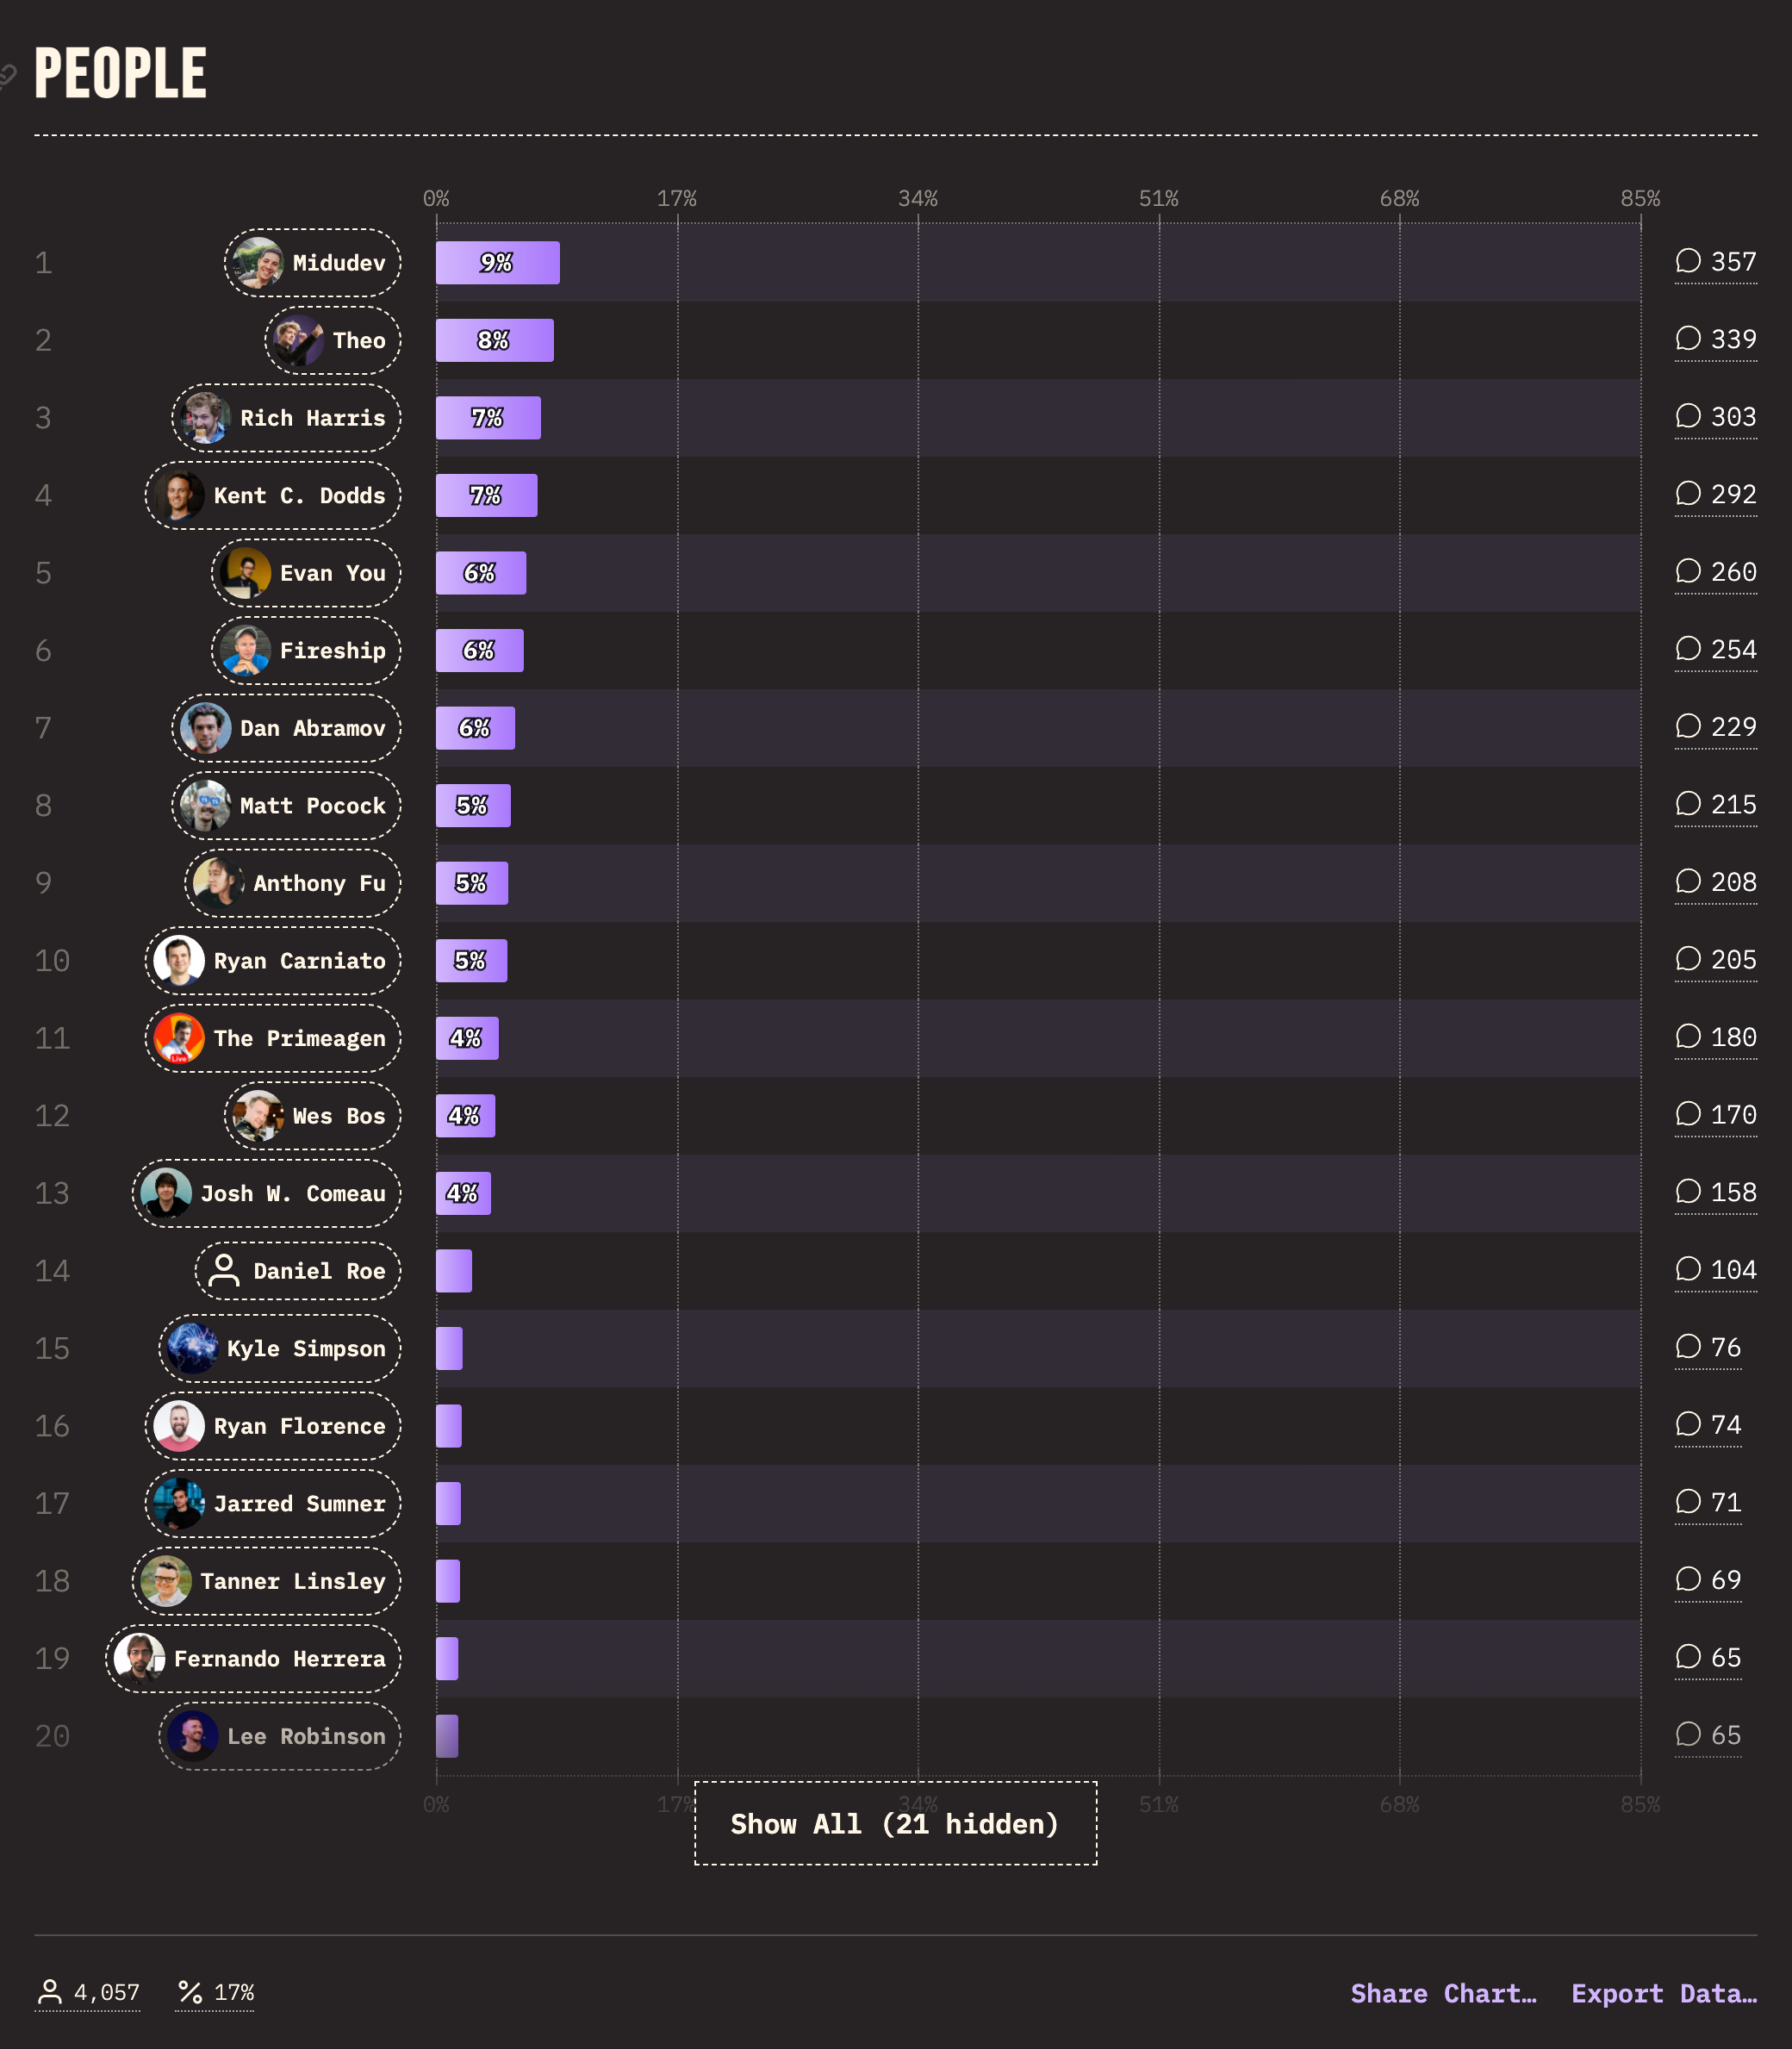 PEOPLE
0% 17% 34% 51% 68% 85%
1 Midudev 9% 357
2 Theo 8% 339
3 Rich Harris 7% 303
4 Kent C. Dodds 7% 292
5 Evan You 6% 260
6 Fireship 6% 254
7 Dan Abramov 6% 229
8 Matt Pocock 5% 215
9 Anthony Fu 5% 208
10 Ryan Carniato 5% 205
11 The Primeagen 4% 180
12 Wes Bos 4% 170
13 Josh W. Comeau 4% 158
14 Daniel Roe 104
15 Kyle Simpson 76
16 Ryan Florence 74
17 Jarred Sumner 71
18 Tanner Linsley 69
19 Fernando Herrera 65
20 Lee Robinson 65
0% 17% 34% 51% 68% 85%
Show All (21 hidden)
4,057 17% Share Chart… Export Data…